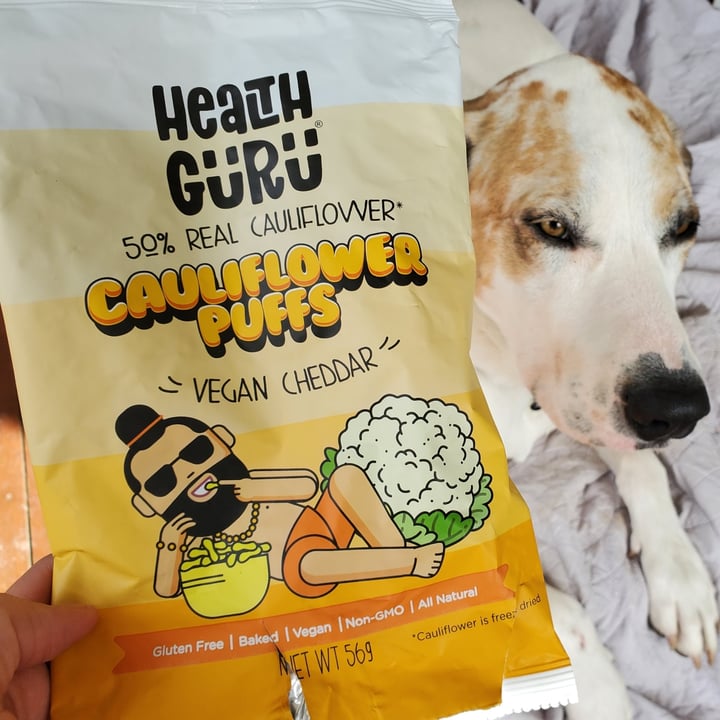 HEALTH
GÜRÜ®
50% REAL CAULIFLOWER*
CAULIFLOWER
PUFFS
VEGAN CHEDDAR
Gluten Free | Baked | Vegan | Non-GMO | All Natural
*Cauliflower is freeze dried
NET WT 56g